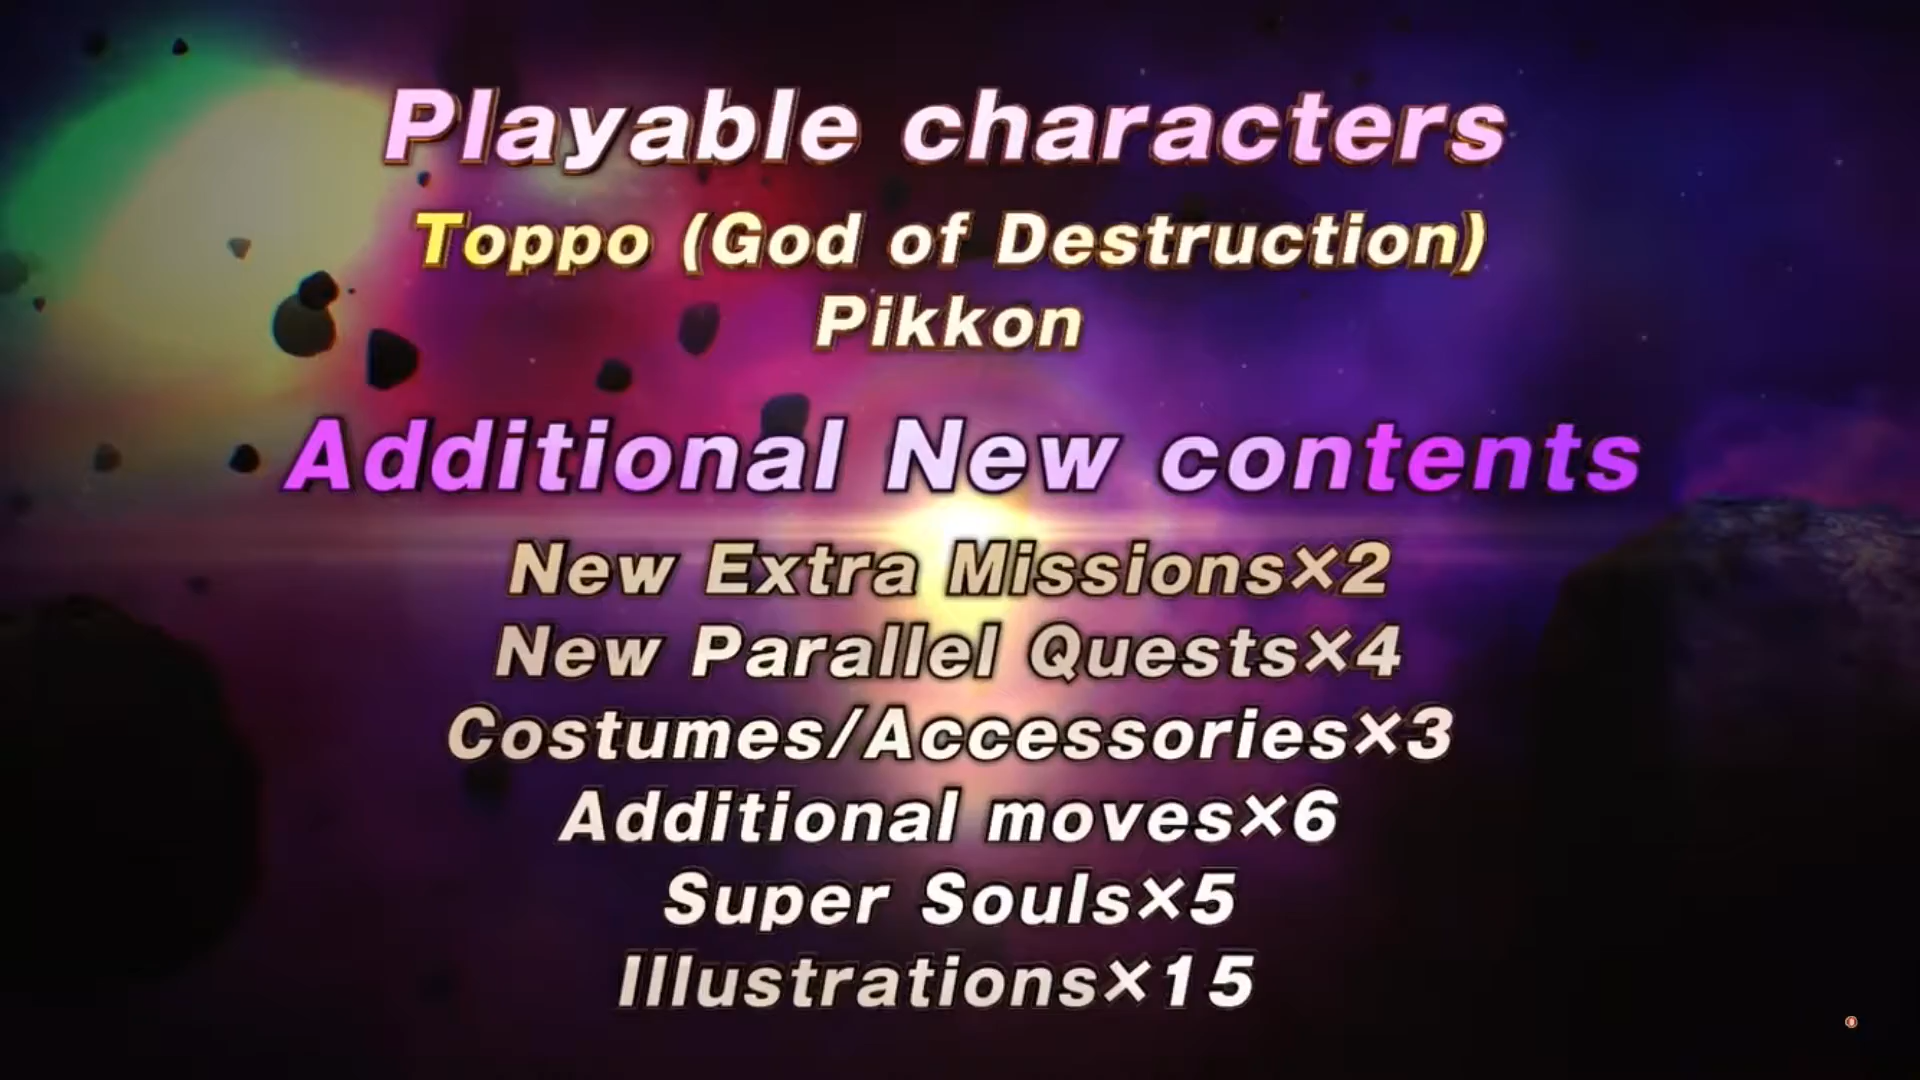 Playable characters
Toppo (God of Destruction)
Pikkon
Additional New contents
New Extra Missions×2
New Parallel Quests×4
Costumes/Accessories×3
Additional moves×6
Super Souls×5
Illustrations×15